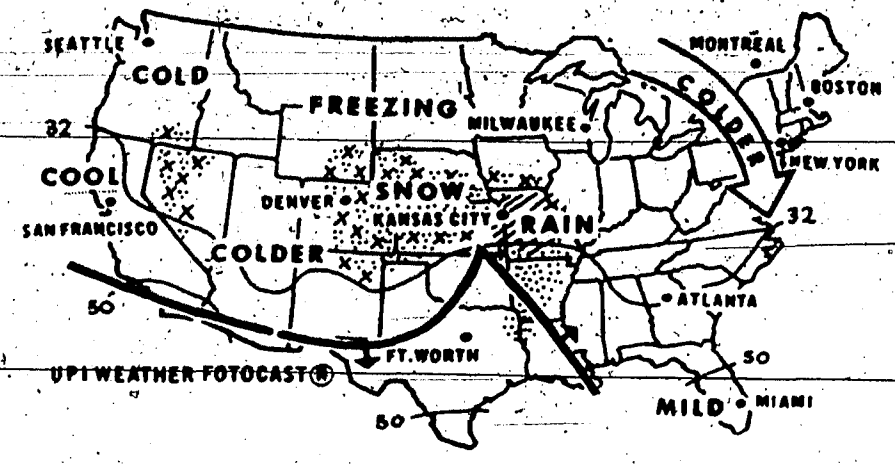 MONTREAL
SEATTLE
COLD
COLDER
BOSTON
FREEZING
MILWAUKEE
32
NEW YORK
COOL
SNOW
DENVER
KANSAS CITY
32
SAN FRANCISCO
RAIN
COLDER
50
ATLANTA
FT. WORTH
50
UPI WEATHER FOTOCAST ®
MILD
MIAMI
50